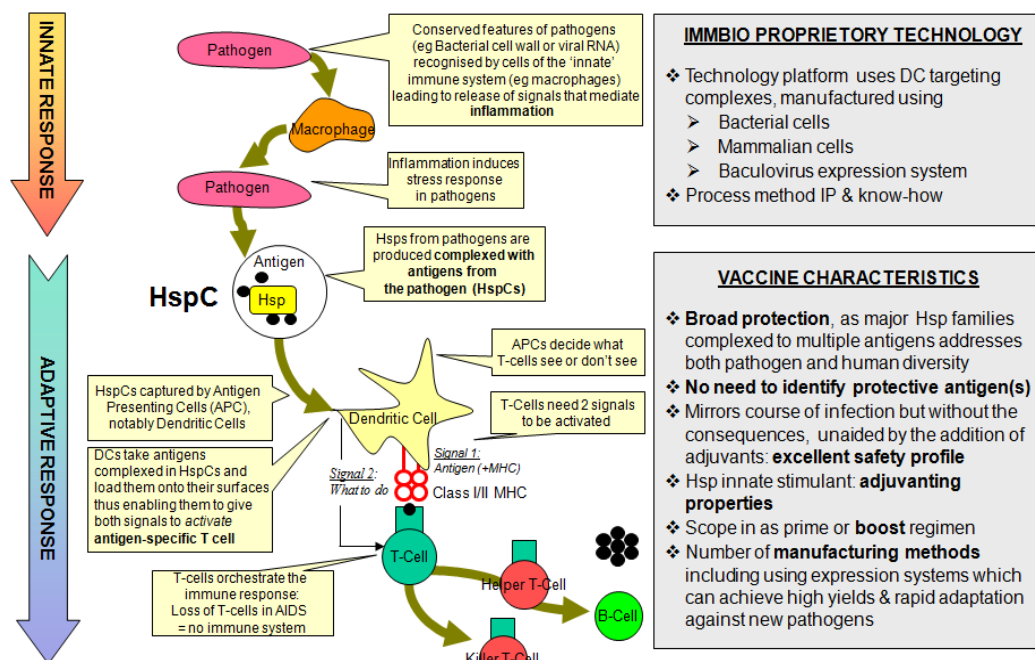 INNATE RESPONSE
Pathogen
Conserved features of pathogens
(eg Bacterial cell wall or viral RNA)
recognised by cells of the ‘innate’
immune system (eg macrophages)
leading to release of signals that mediate
inflammation
Macrophage
Pathogen
Inflammation induces
stress response
in pathogens
ADAPTIVE RESPONSE
HspC
Antigen
Hsp
Hsps from pathogens are
produced complexed with
antigens from
the pathogen (HspCs)
APCs decide what
T-cells see or don’t see
HspCs captured by Antigen
Presenting Cells (APC),
notably Dendritic Cells
Dendritic Cell
T-Cells need 2 signals
to be activated
DCs take antigens
complexed in HspCs and
load them onto their surfaces
thus enabling them to give
both signals to activate
antigen-specific T cell
Signal 2:
What to do
Signal 1:
Antigen (+MHC)
Class I/II MHC
T-Cell
T-cells orchestrate the
immune response:
Loss of T-cells in AIDS
= no immune system
Helper T-Cell
B-Cell
Killer T-Cell
IMMBIO PROPRIETORY TECHNOLOGY
❖ Technology platform uses DC targeting
complexes, manufactured using
➢ Bacterial cells
➢ Mammalian cells
➢ Baculovirus expression system
❖ Process method IP & know-how
VACCINE CHARACTERISTICS
❖ Broad protection, as major Hsp families
complexed to multiple antigens addresses
both pathogen and human diversity
❖ No need to identify protective antigen(s)
❖ Mirrors course of infection but without the
consequences, unaided by the addition of
adjuvants: excellent safety profile
❖ Hsp innate stimulant: adjuvanting
properties
❖ Scope in as prime or boost regimen
❖ Number of manufacturing methods
including using expression systems which
can achieve high yields & rapid adaptation
against new pathogens